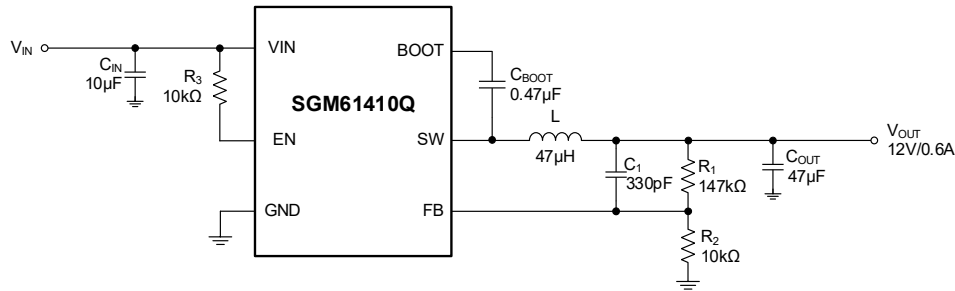 VIN
CIN
10µF
R3
10kΩ
VIN
EN
GND
SGM61410Q
BOOT
SW
FB
CBOOT
0.47µF
L
47µH
C1
330pF
R1
147kΩ
R2
10kΩ
COUT
47µF
VOUT
12V/0.6A